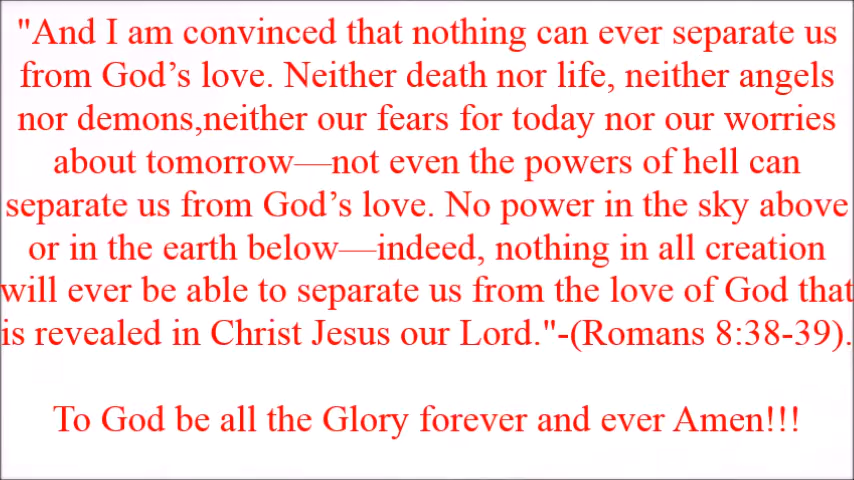 "And I am convinced that nothing can ever separate us
from God’s love. Neither death nor life, neither angels
nor demons,neither our fears for today nor our worries
about tomorrow—not even the powers of hell can
separate us from God’s love. No power in the sky above
or in the earth below—indeed, nothing in all creation
will ever be able to separate us from the love of God that
is revealed in Christ Jesus our Lord."-(Romans 8:38-39).
To God be all the Glory forever and ever Amen!!!